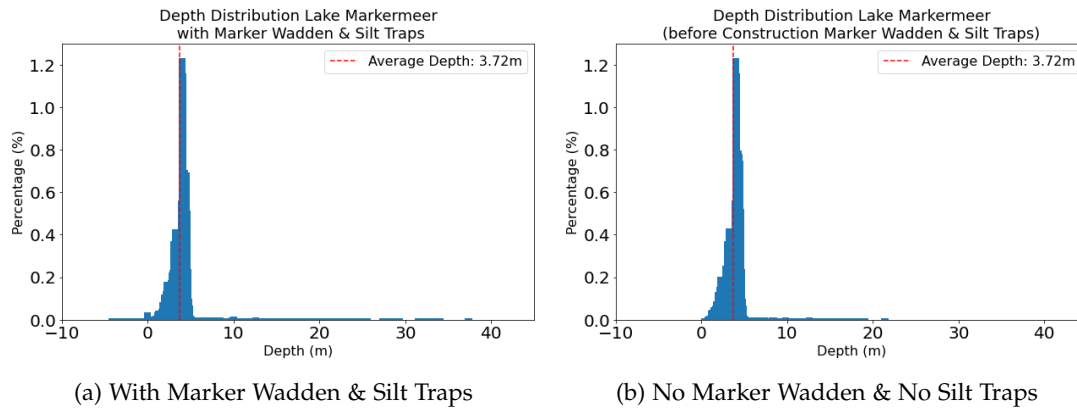 Depth Distribution Lake Markermeer
with Marker Wadden & Silt Traps
Average Depth: 3.72m
Percentage (%)
1.2
1.0
0.8
0.6
0.4
0.2
0.0
-10 0 10 20 30 40
Depth (m)
(a) With Marker Wadden & Silt Traps
Depth Distribution Lake Markermeer
(before Construction Marker Wadden & Silt Traps)
Average Depth: 3.72m
Percentage (%)
1.2
1.0
0.8
0.6
0.4
0.2
0.0
-10 0 10 20 30 40
Depth (m)
(b) No Marker Wadden & No Silt Traps